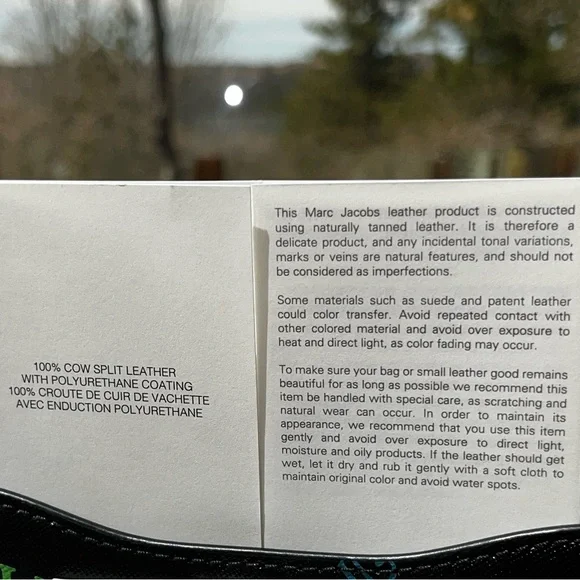 100% COW SPLIT LEATHER
WITH POLYURETHANE COATING
100% CROUTE DE CUIR DE VACHETTE
AVEC ENDUCTION POLYURETHANE
This Marc Jacobs leather product is constructed
using naturally tanned leather. It is therefore a
delicate product, and any incidental tonal variations,
marks or veins are natural features, and should not
be considered as imperfections.
Some materials such as suede and patent leather
could color transfer. Avoid repeated contact with
other colored material and avoid over exposure to
heat and direct light, as color fading may occur.
To make sure your bag or small leather good remains
beautiful for as long as possible we recommend this
item be handled with special care, as scratching and
natural wear can occur. In order to maintain its
appearance, we recommend that you use this item
gently and avoid over exposure to direct light,
moisture and oily products. If the leather should get
wet, let it dry and rub it gently with a soft cloth to
maintain original color and avoid water spots.